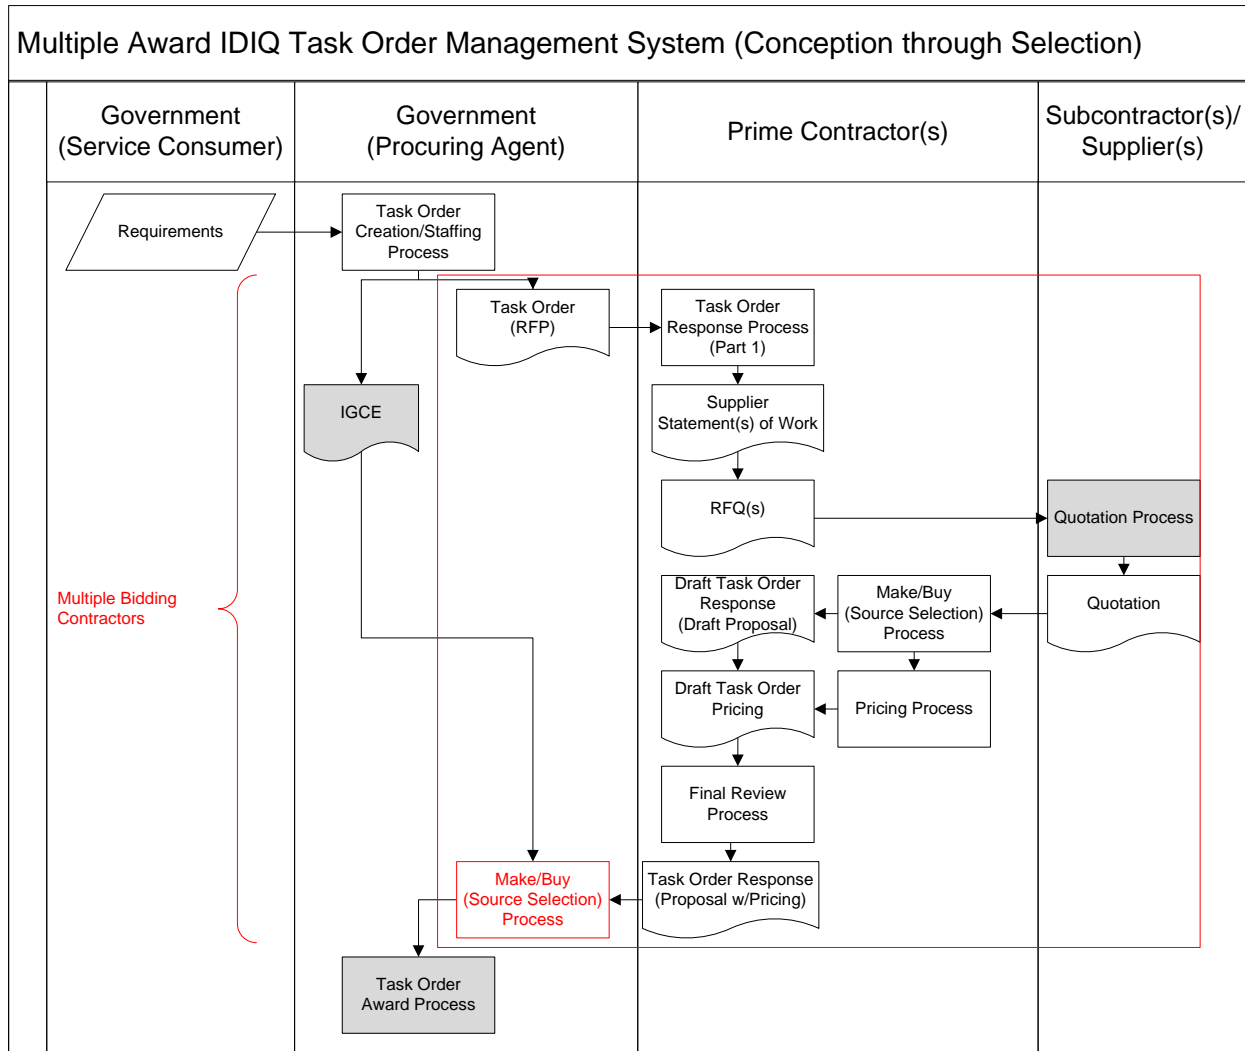 Multiple Award IDIQ Task Order Management System (Conception through Selection)
Government
(Service Consumer)
Government
(Procuring Agent)
Prime Contractor(s)
Subcontractor(s)/
Supplier(s)
Requirements
Task Order
Creation/Staffing
Process
Task Order
(RFP)
Task Order
Response Process
(Part 1)
IGCE
Supplier
Statement(s) of Work
RFQ(s)
Quotation Process
Multiple Bidding
Contractors
Draft Task Order
Response
(Draft Proposal)
Make/Buy
(Source Selection)
Process
Quotation
Draft Task Order
Pricing
Pricing Process
Final Review
Process
Make/Buy
(Source Selection)
Process
Task Order Response
(Proposal w/Pricing)
Task Order
Award Process